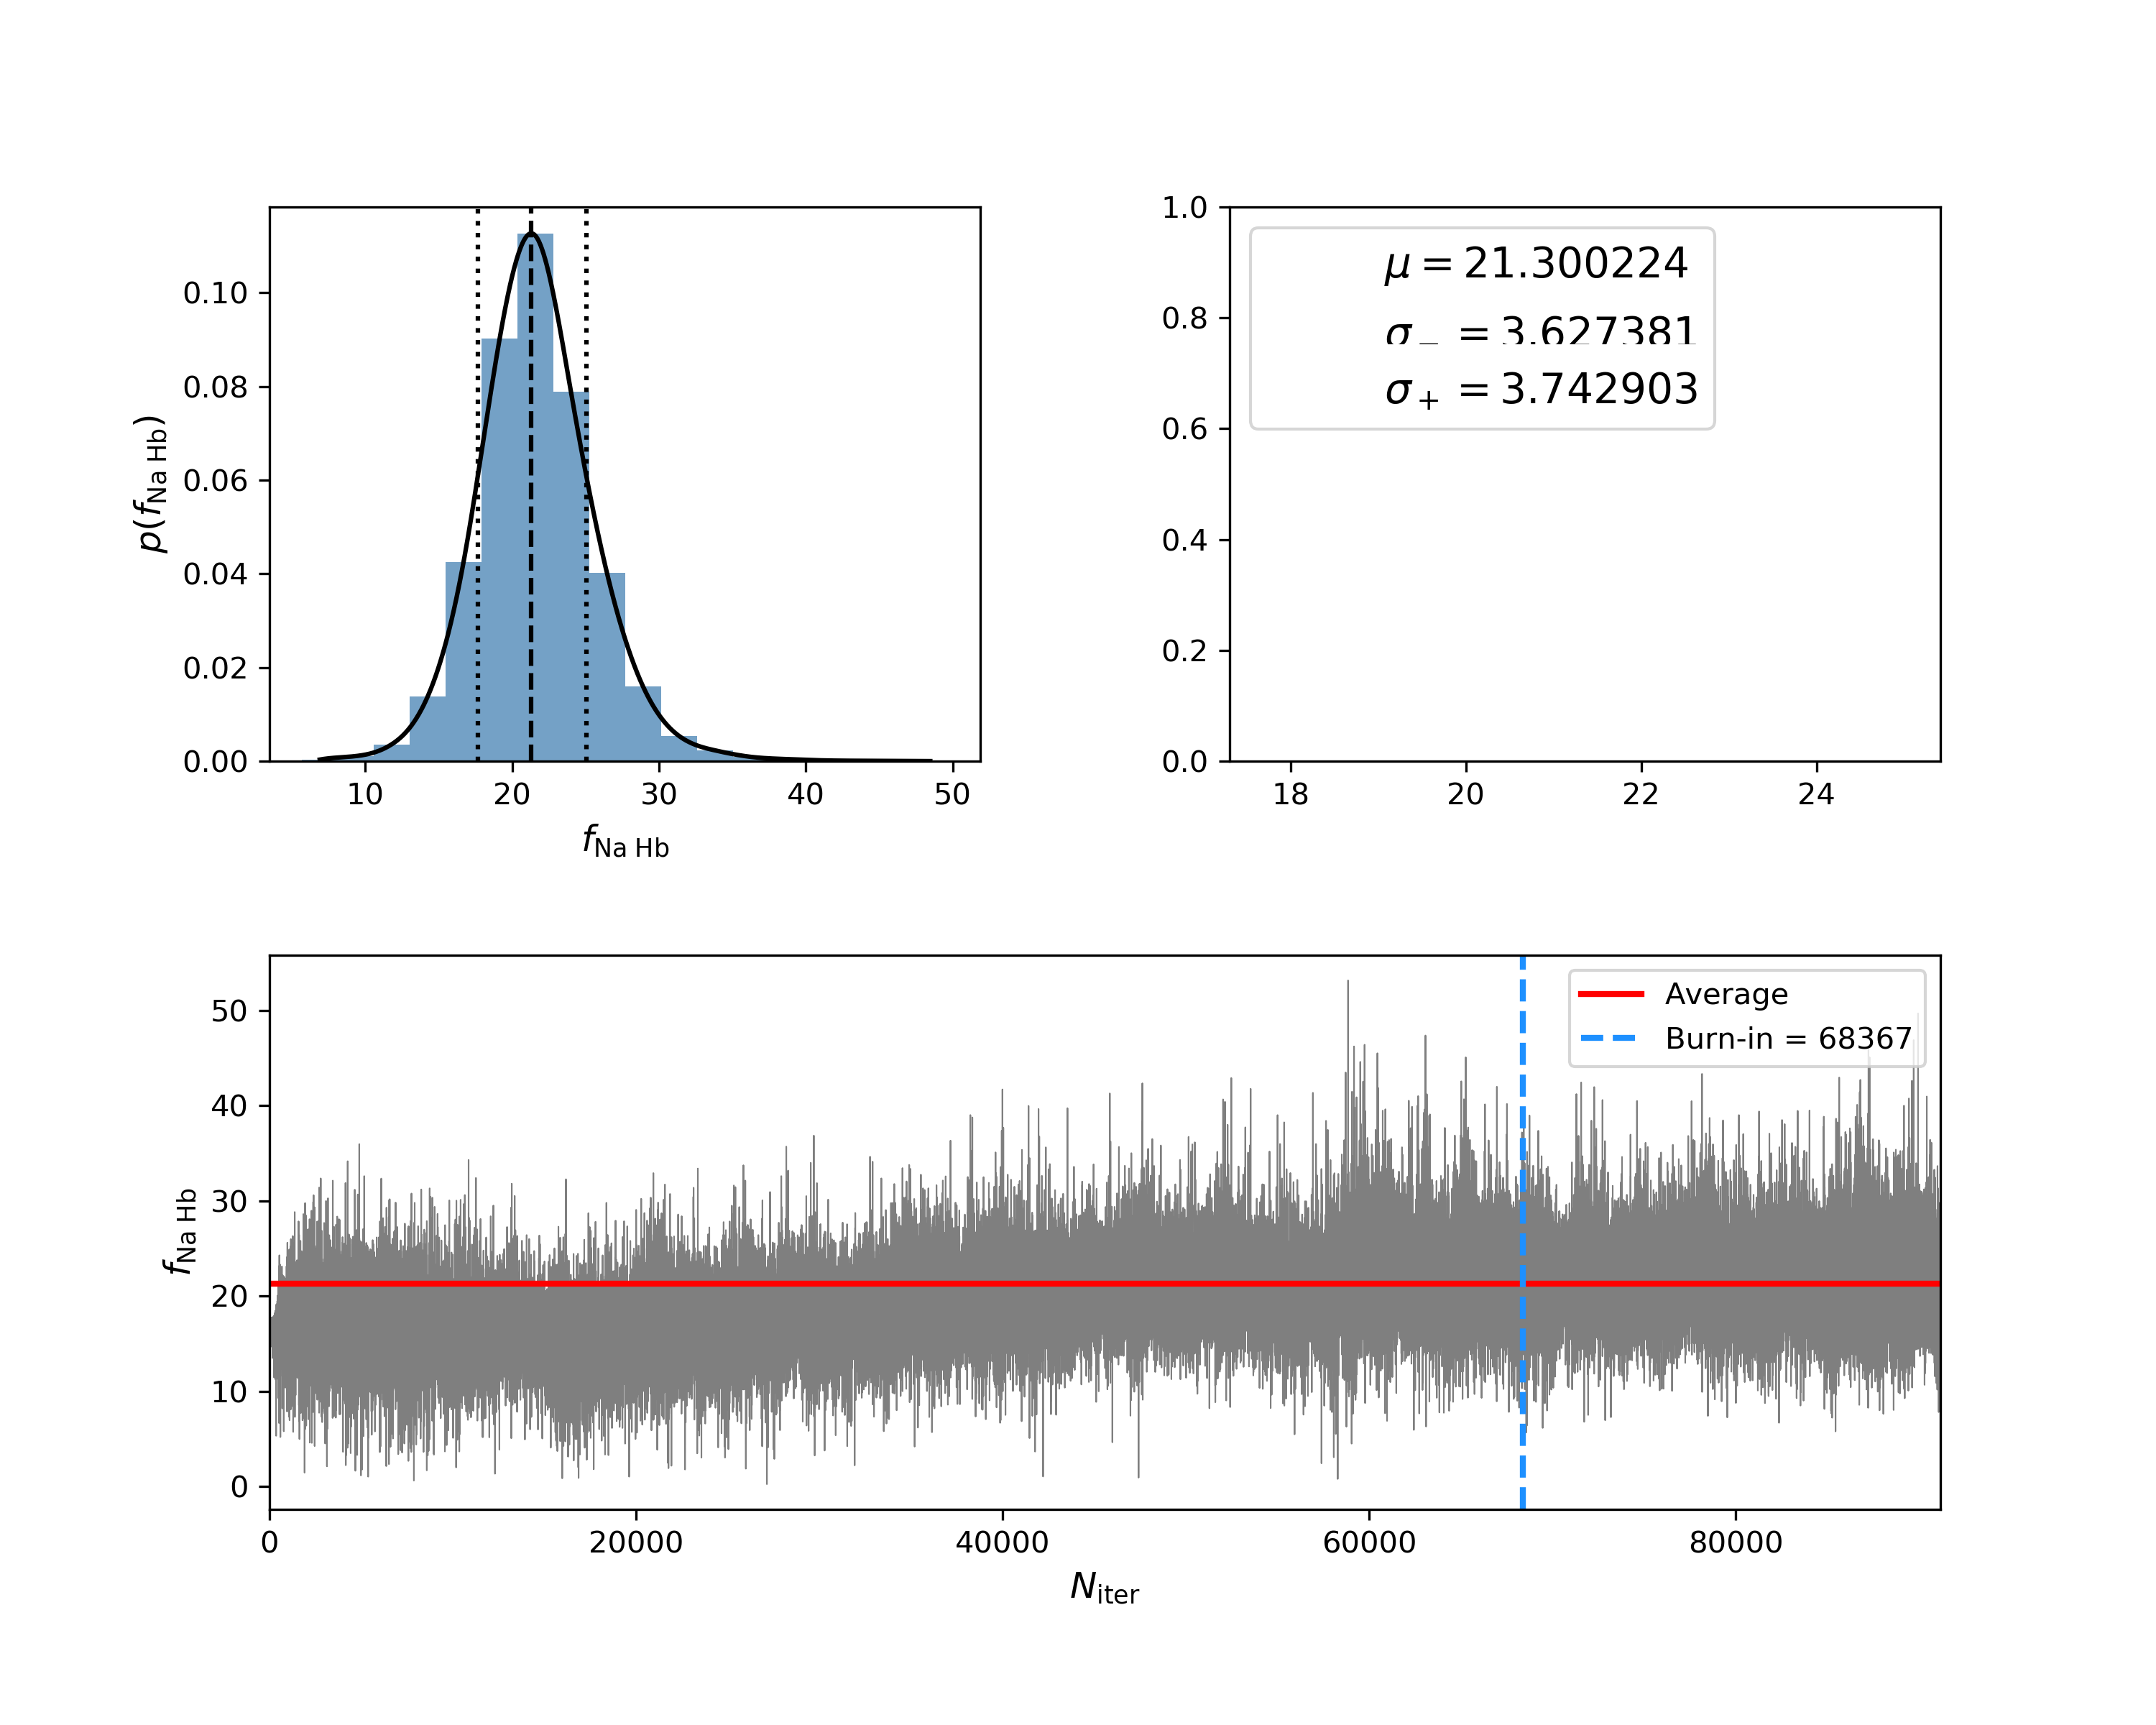 0.10
0.08
0.06
0.04
0.02
0.00
p(f_Na Hb)
10 20 30 40 50
f_Na Hb
1.0
0.8
0.6
0.4
0.2
0.0
μ = 21.300224
σ_− = 3.627381
σ_+ = 3.742903
18 20 22 24
50
40
30
20
10
0
f_Na Hb
Average
Burn-in = 68367
0 20000 40000 60000 80000
N_iter